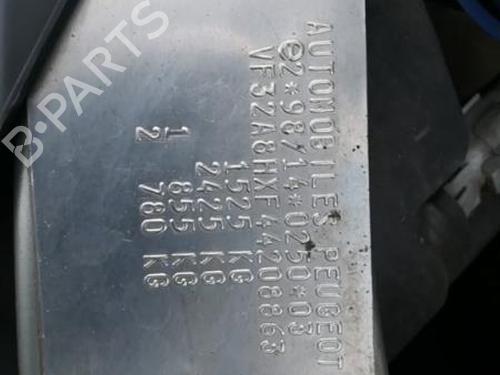 AUTOMOBILES PEUGEOT
e2*98/14*0250*03
VF32A8HXF44208863
1525 KG
2425 KG
1 855 KG
2 780 KG
B-PARTS